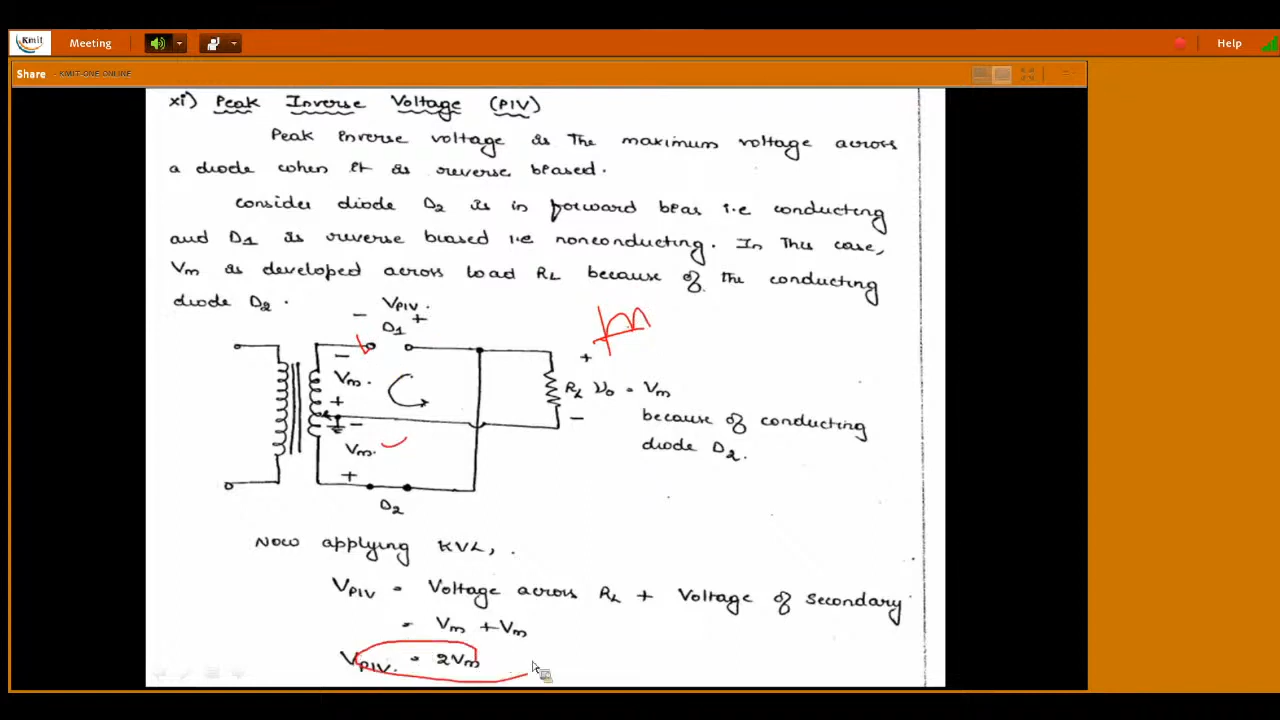 Kmit
Meeting
Help
Share - KMIT-ONE ONLINE
xi) Peak Inverse Voltage (PIV)
Peak inverse voltage is the maximum voltage across
a diode when it is reverse biased.
consider diode D2 is in forward bias i.e conducting
and D1 is reverse biased i.e nonconducting. In this case,
Vm is developed across load RL because of the conducting
diode D2.
VPIV.
- +
D1
-
Vm.
+
-
Vm.
+
D2
+
RL Vo = Vm
-
because of conducting
diode D2.
Now applying KVL,.
VPIV = Voltage across RL + Voltage of secondary
= Vm + Vm
VPIV. = 2Vm